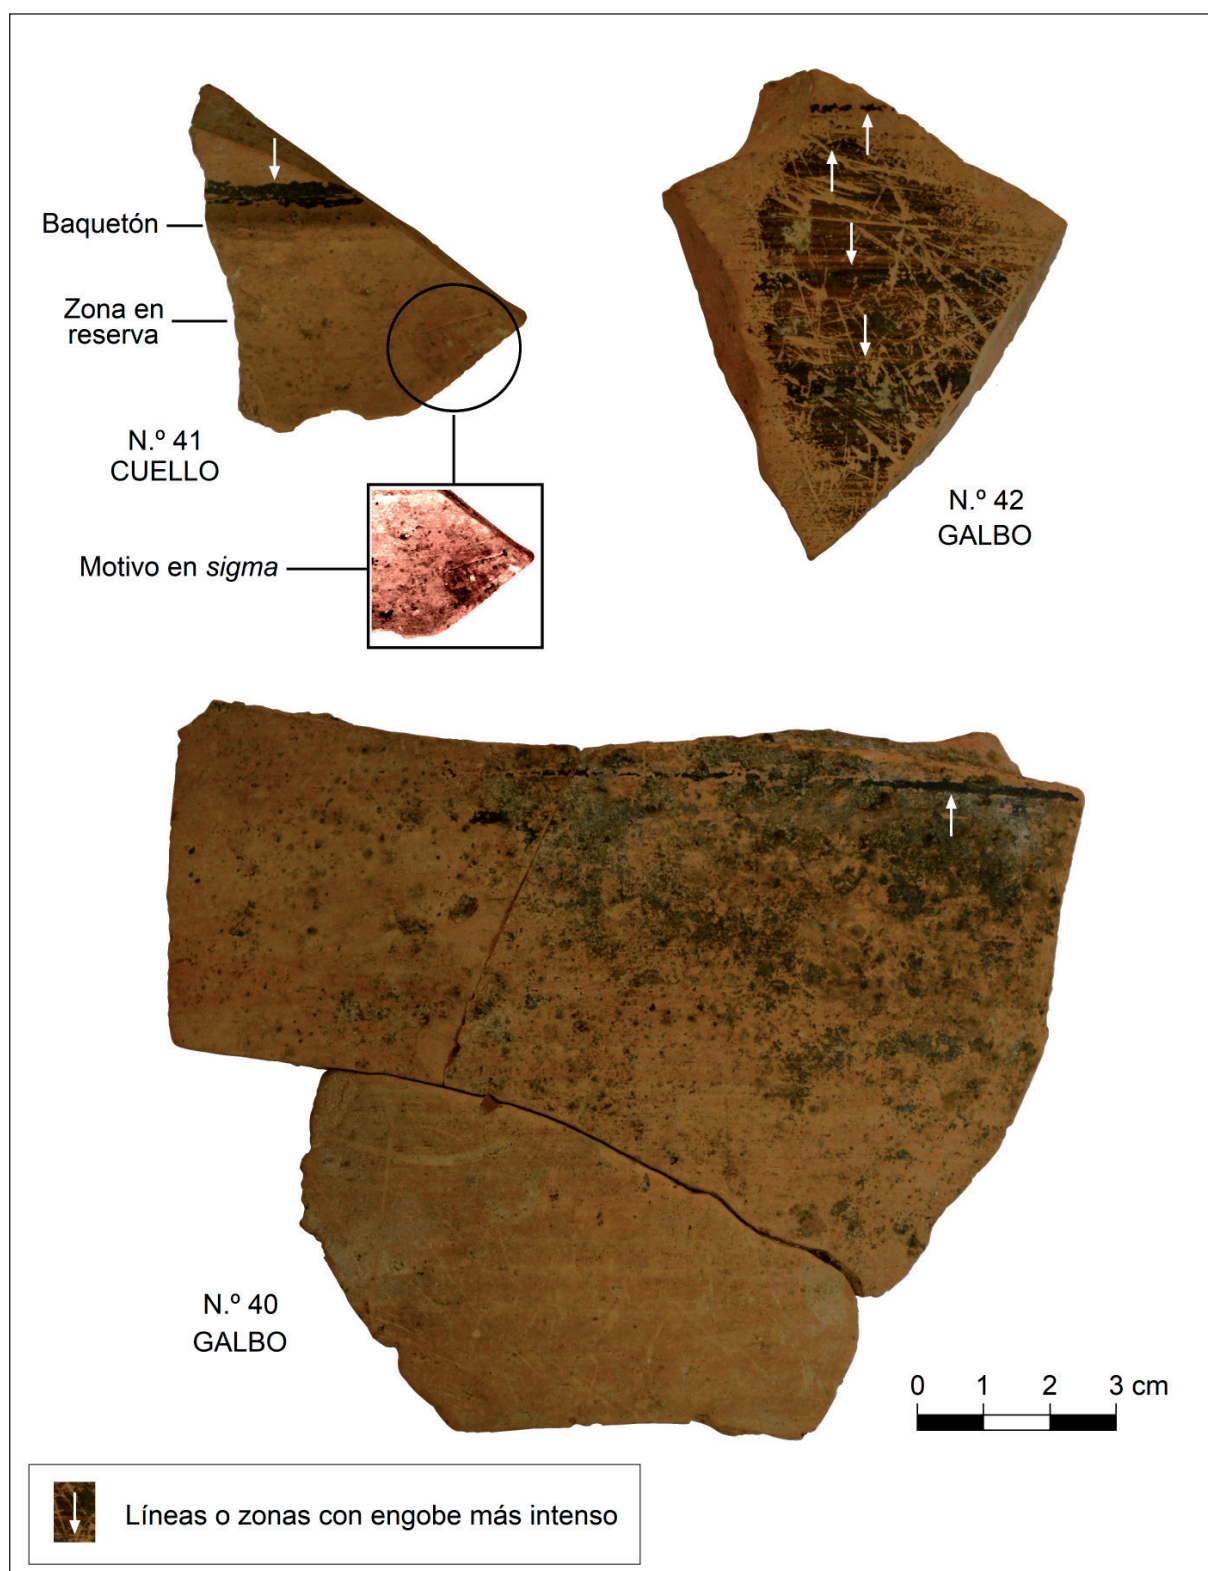 Baquetón
Zona en
reserva
N.º 41
CUELLO
Motivo en sigma
N.º 42
GALBO
N.º 40
GALBO
0 1 2 3 cm
Líneas o zonas con engobe más intenso